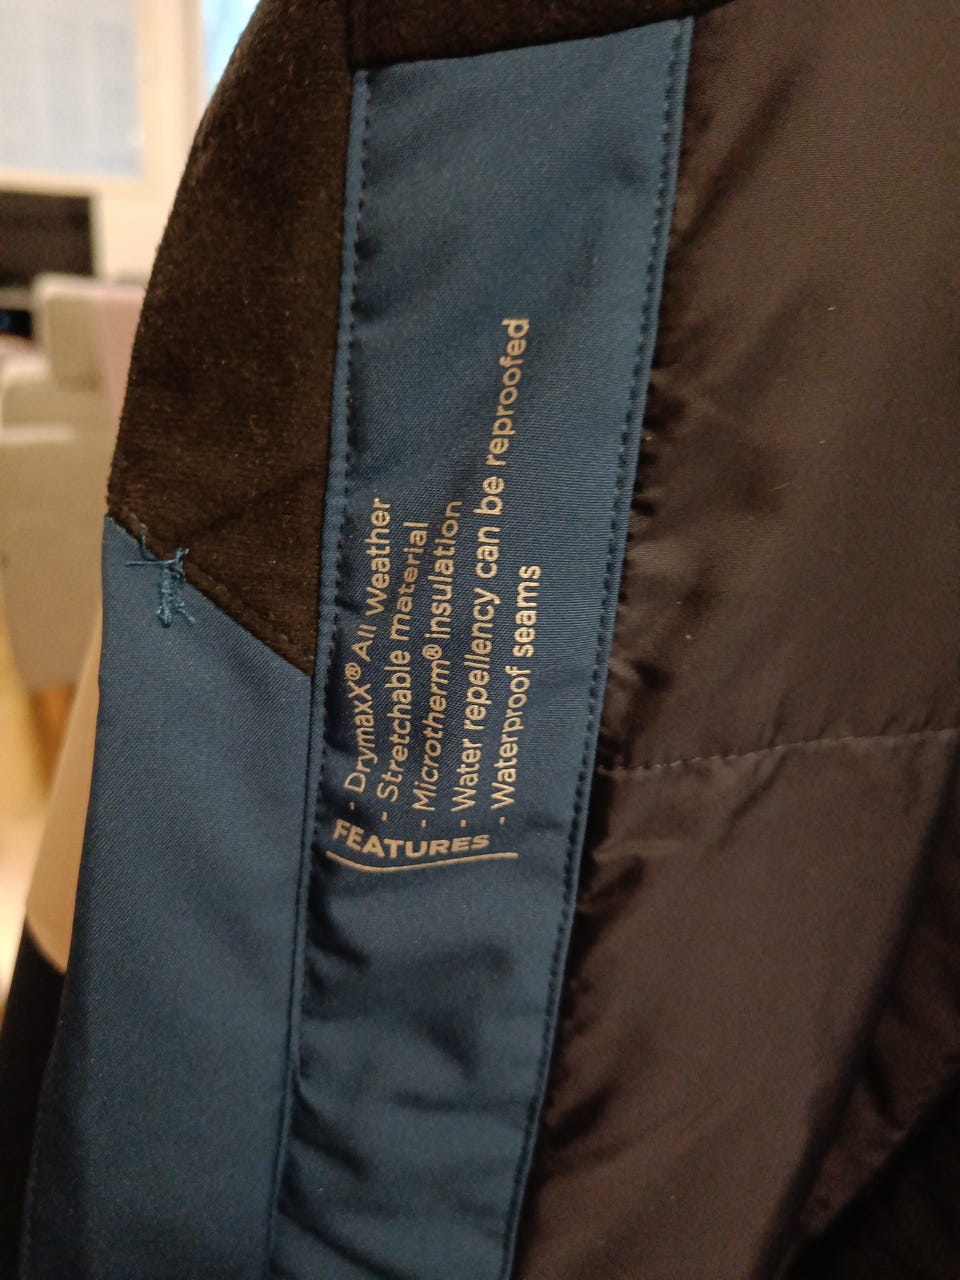 FEATURES
- DrymaxX® All Weather
- Stretchable material
- Microtherm® insulation
- Water repellency can be reproofed
- Waterproof seams